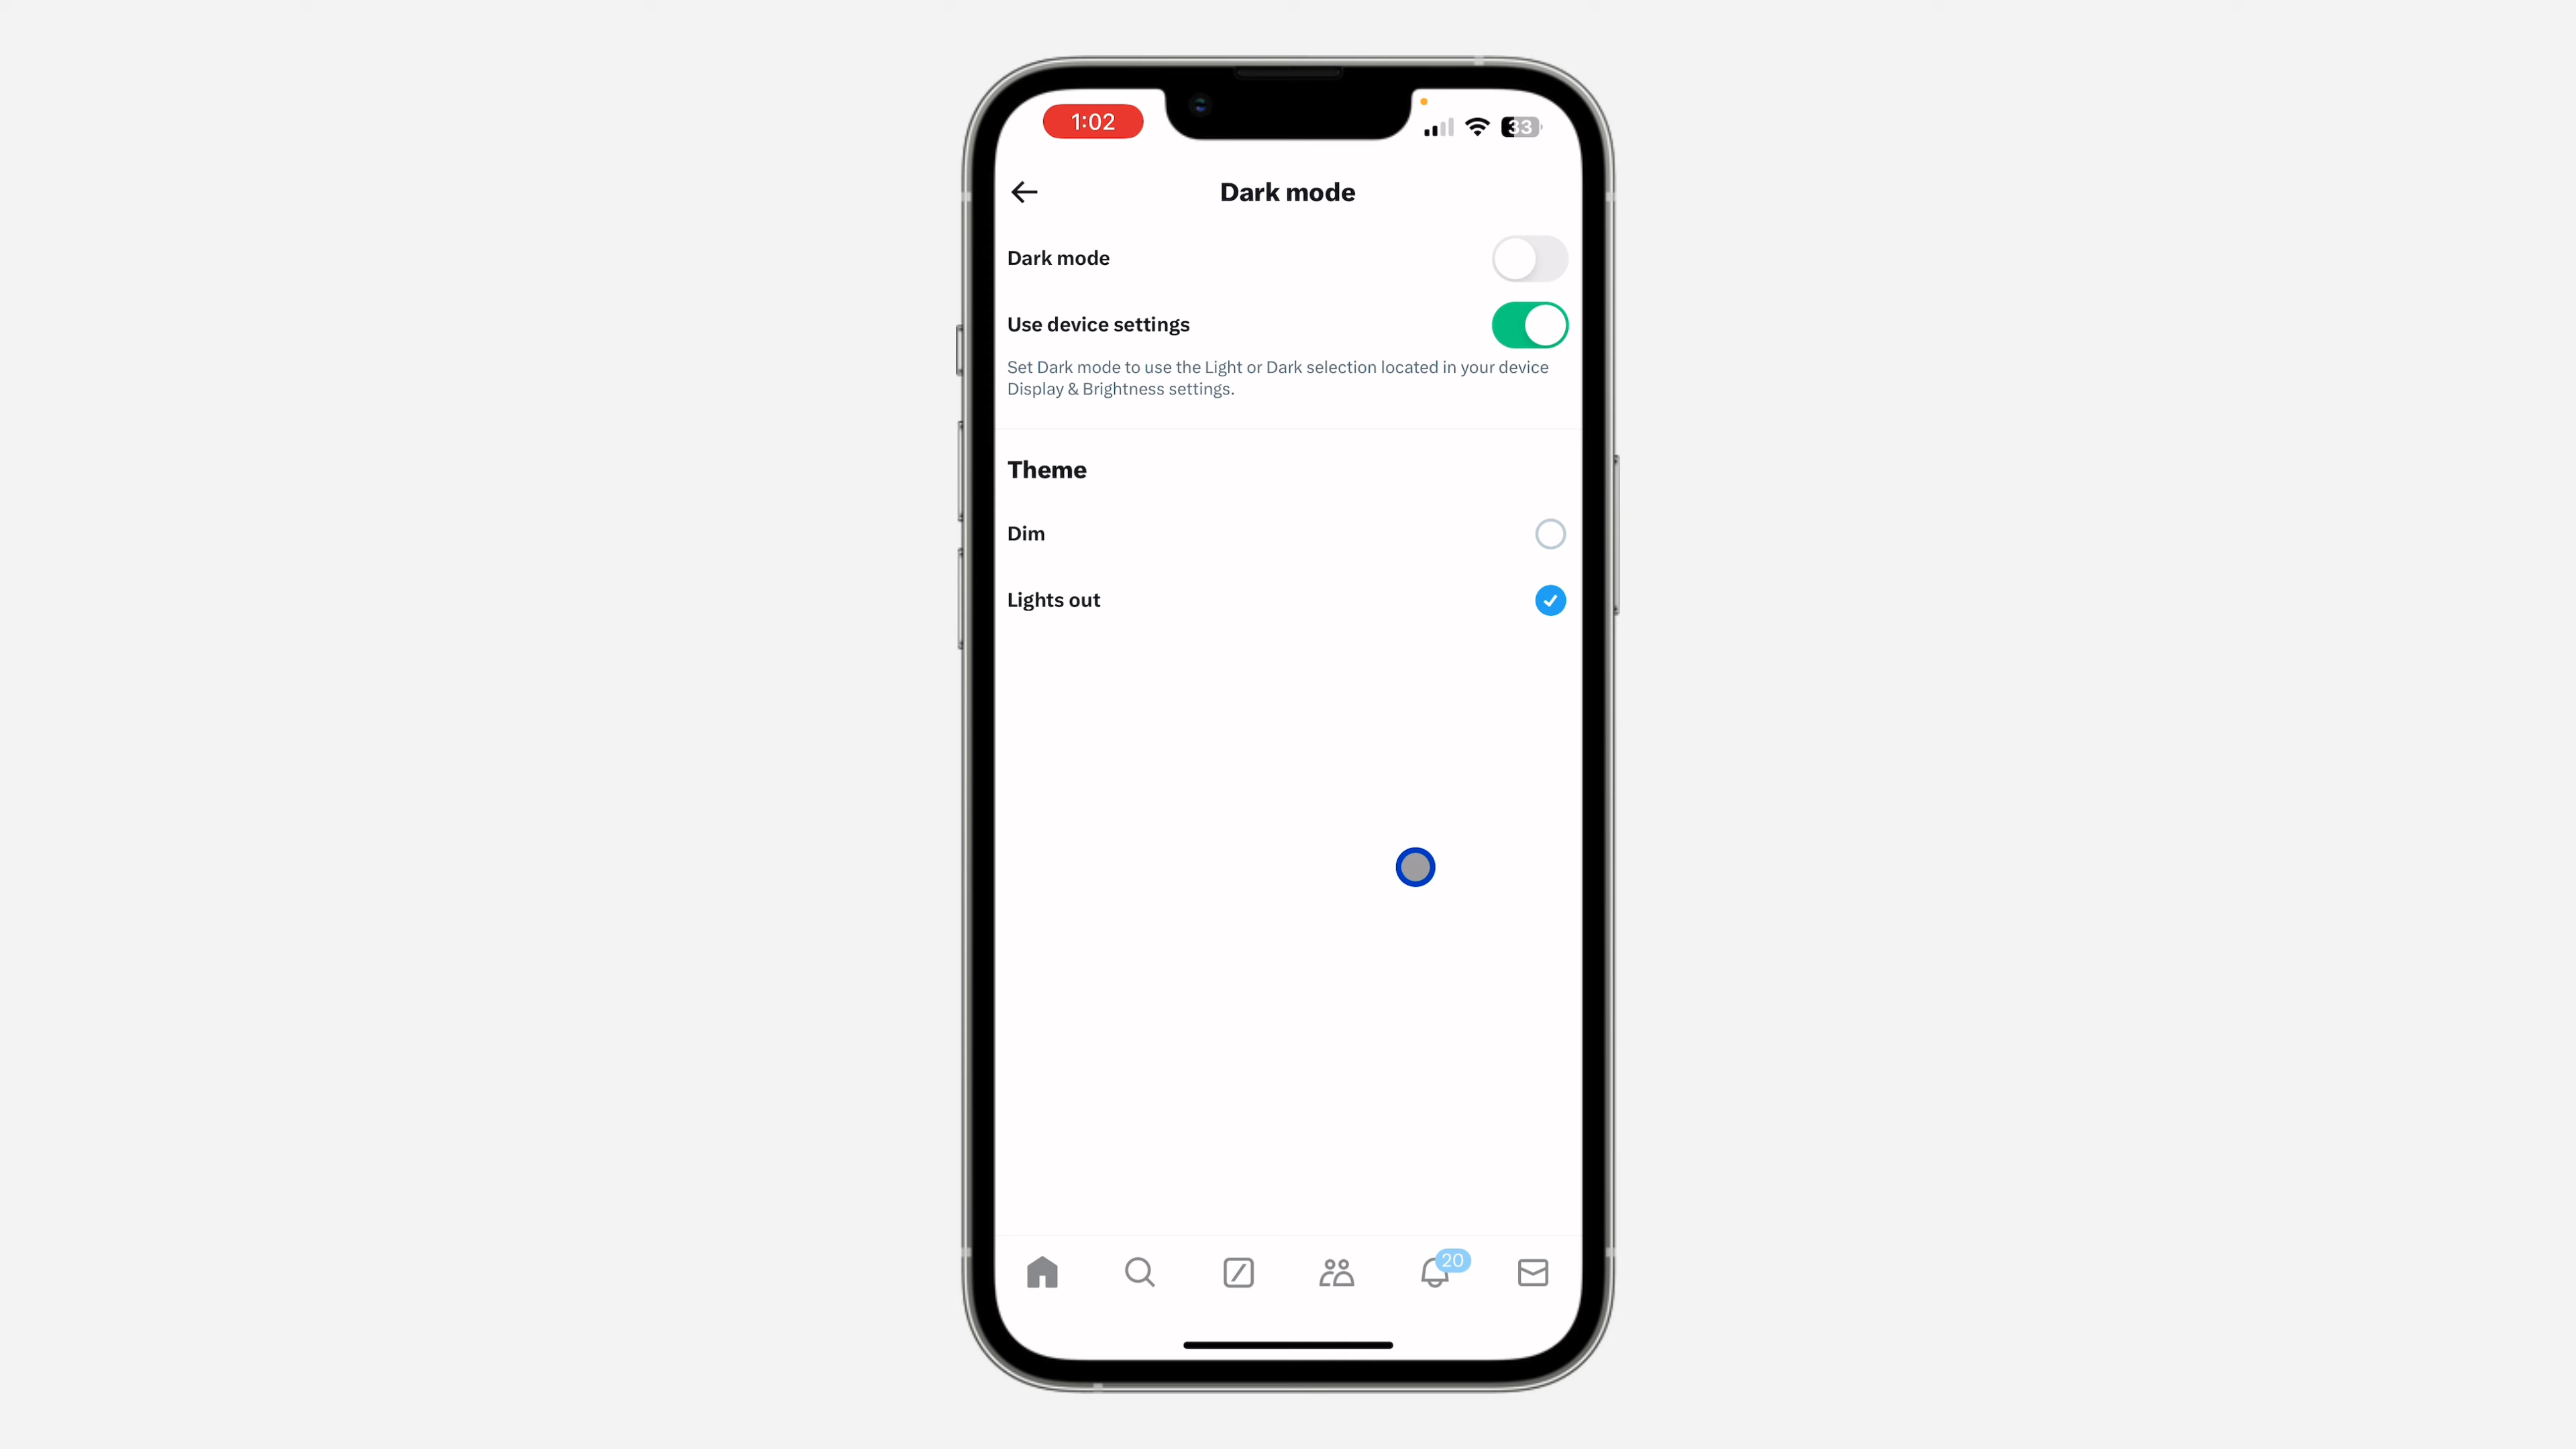 1:02
33
Dark mode
Dark mode
Use device settings
Set Dark mode to use the Light or Dark selection located in your device
Display & Brightness settings.
Theme
Dim
Lights out
20